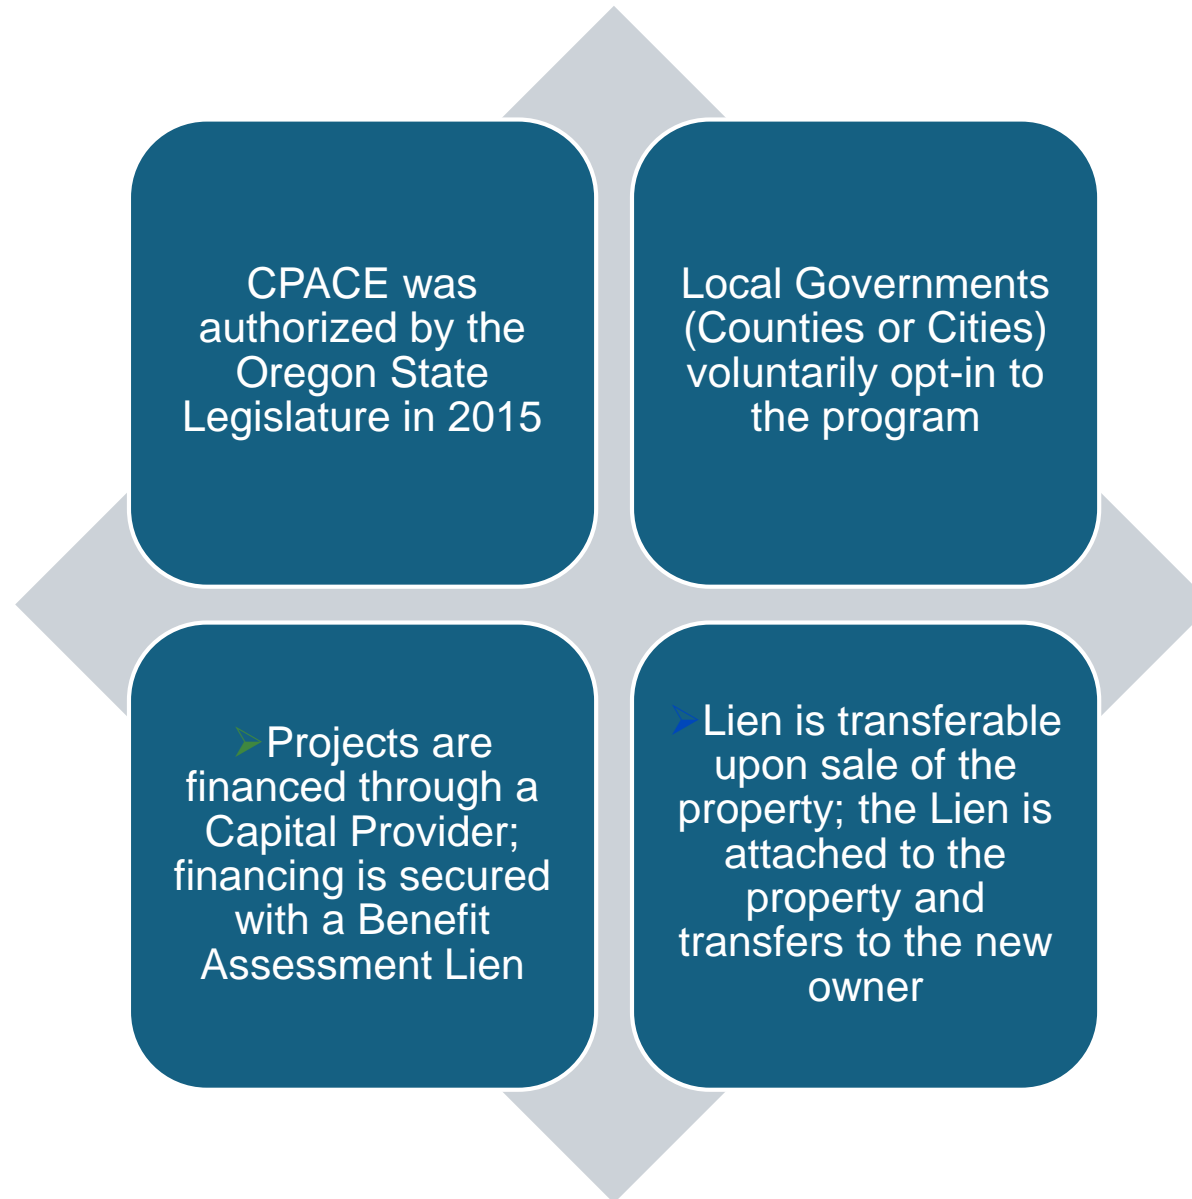 CPACE was
authorized by the
Oregon State
Legislature in 2015
Local Governments
(Counties or Cities)
voluntarily opt-in to
the program
➢Projects are
financed through a
Capital Provider;
financing is secured
with a Benefit
Assessment Lien
➢Lien is transferable
upon sale of the
property; the Lien is
attached to the
property and
transfers to the new
owner